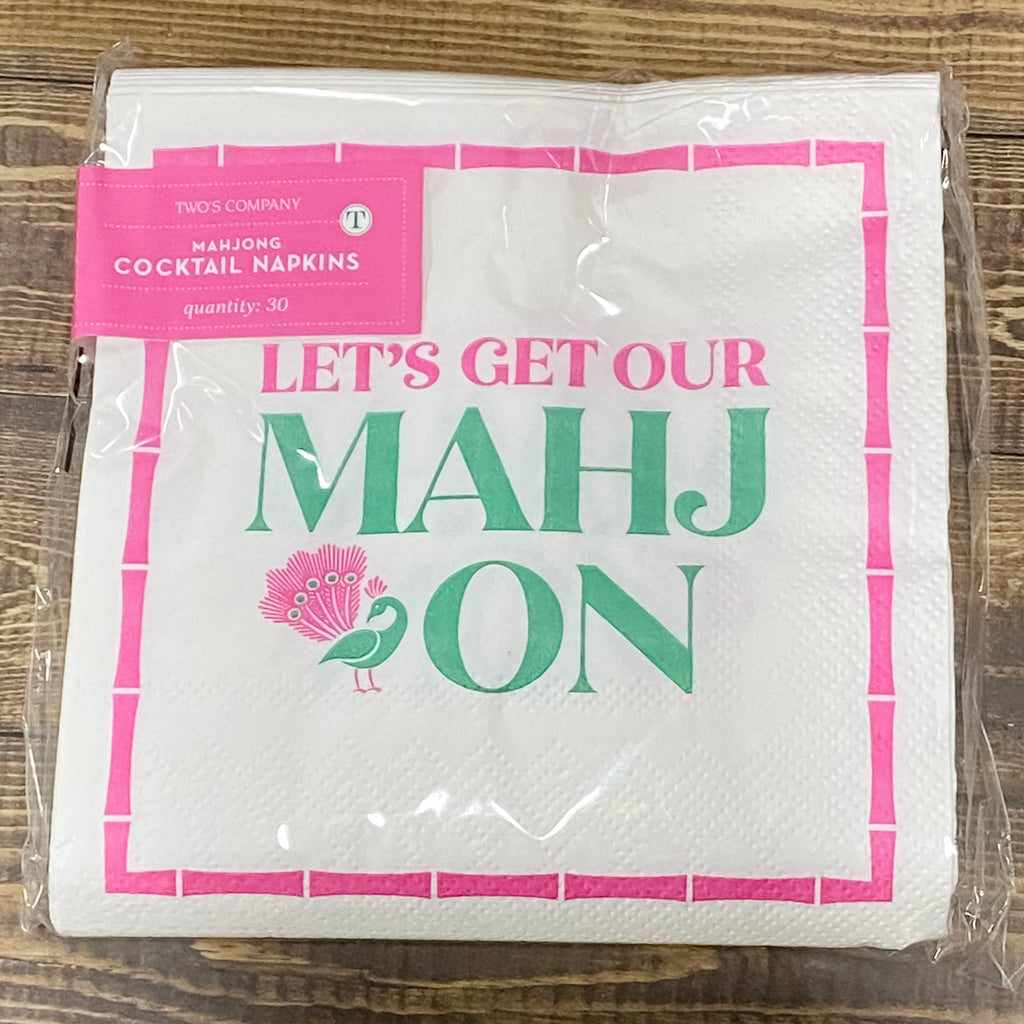 TWO'S COMPANY
T
MAHJONG
COCKTAIL NAPKINS
quantity: 30
LET'S GET OUR
MAHJ
ON